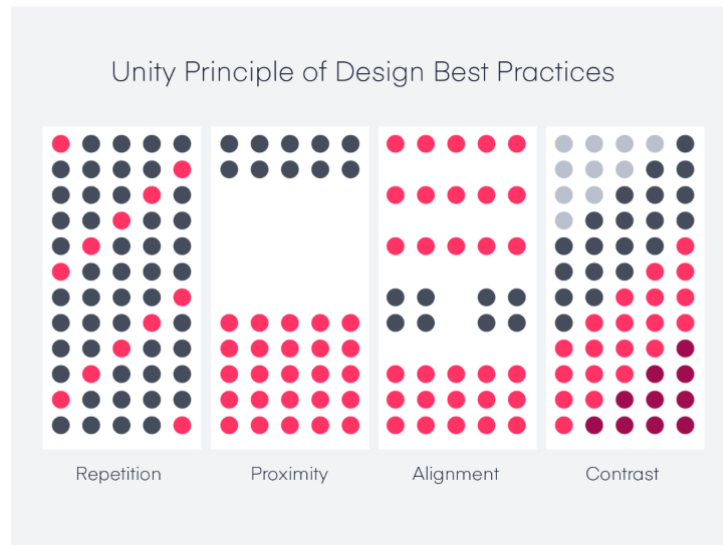 Unity Principle of Design Best Practices
Repetition
Proximity
Alignment
Contrast